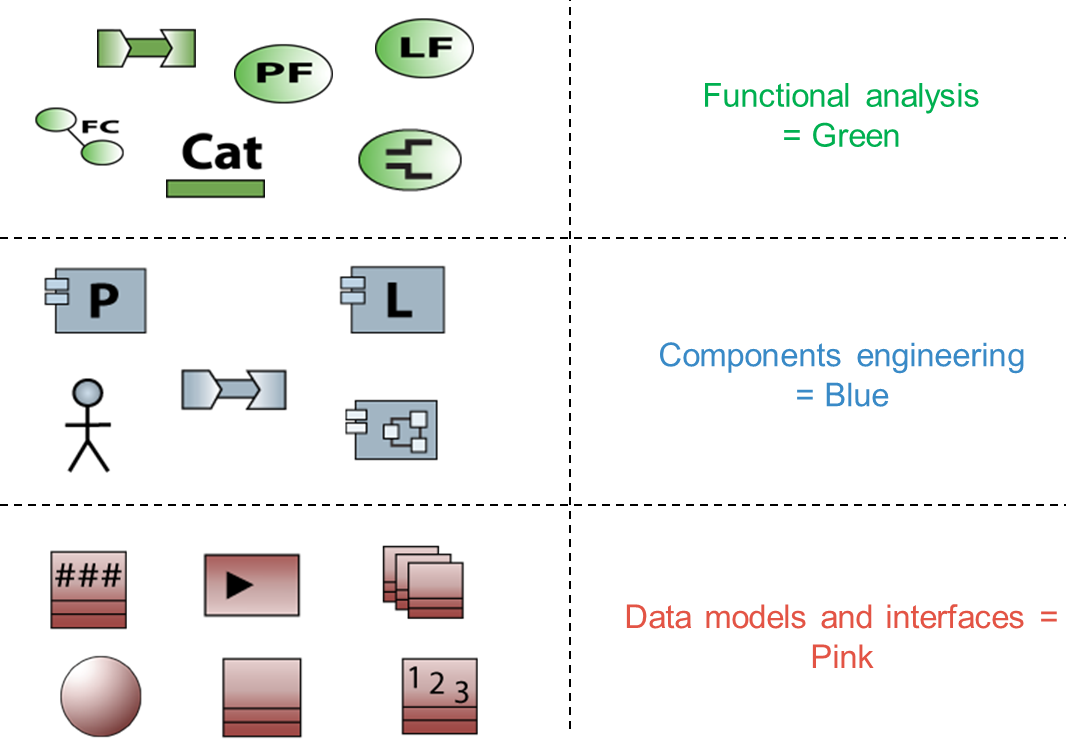 LF
PF
FC
Cat
Functional analysis
= Green
P
L
Components engineering
= Blue
###
1 2 3
Data models and interfaces =
Pink